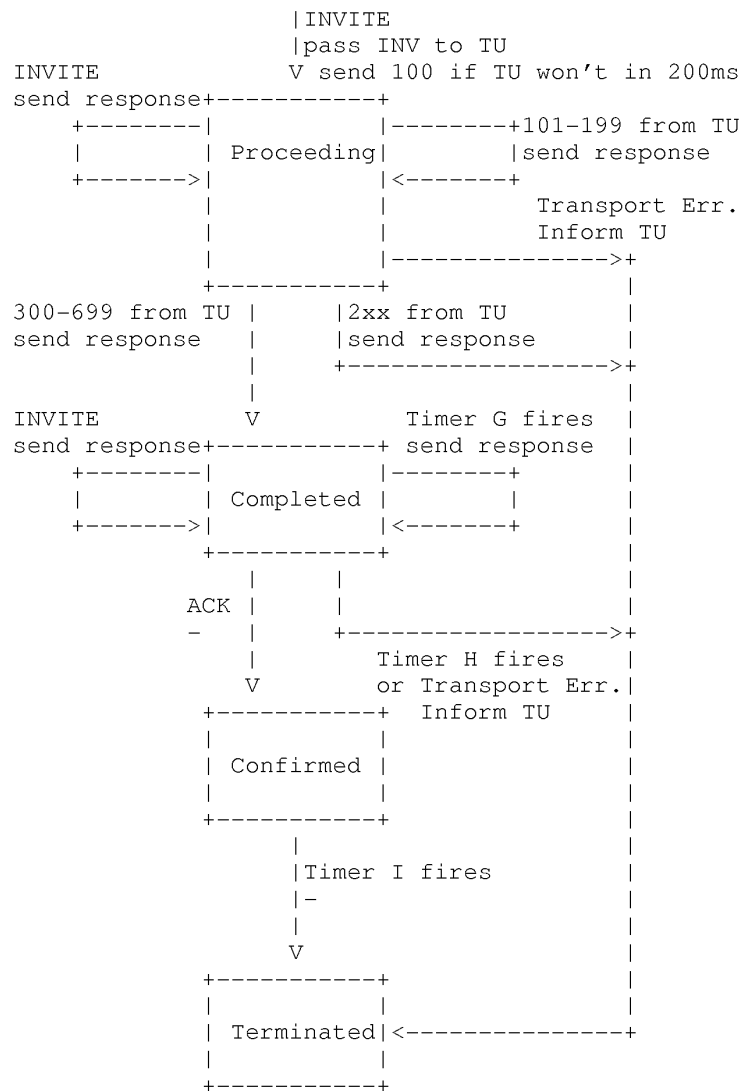 |INVITE
|pass INV to TU
INVITE V send 100 if TU won't in 200ms
send response+-----------+
+--------| |--------+101-199 from TU
| | Proceeding| |send response
+------->| |<-------+
| | Transport Err.
| | Inform TU
| |--------------->+
+-----------+ |
300-699 from TU | |2xx from TU |
send response | |send response |
| +------------------>+
| |
INVITE V Timer G fires |
send response+-----------+ send response |
+--------| |--------+ |
| | Completed | | |
+------->| |<-------+ |
+-----------+ |
| | |
ACK | | |
- | +------------------>+
| Timer H fires |
V or Transport Err.|
+-----------+ Inform TU |
| | |
| Confirmed | |
| | |
+-----------+ |
| |
|Timer I fires |
|- |
| |
V |
+-----------+ |
| | |
| Terminated|<---------------+
| |
+-----------+